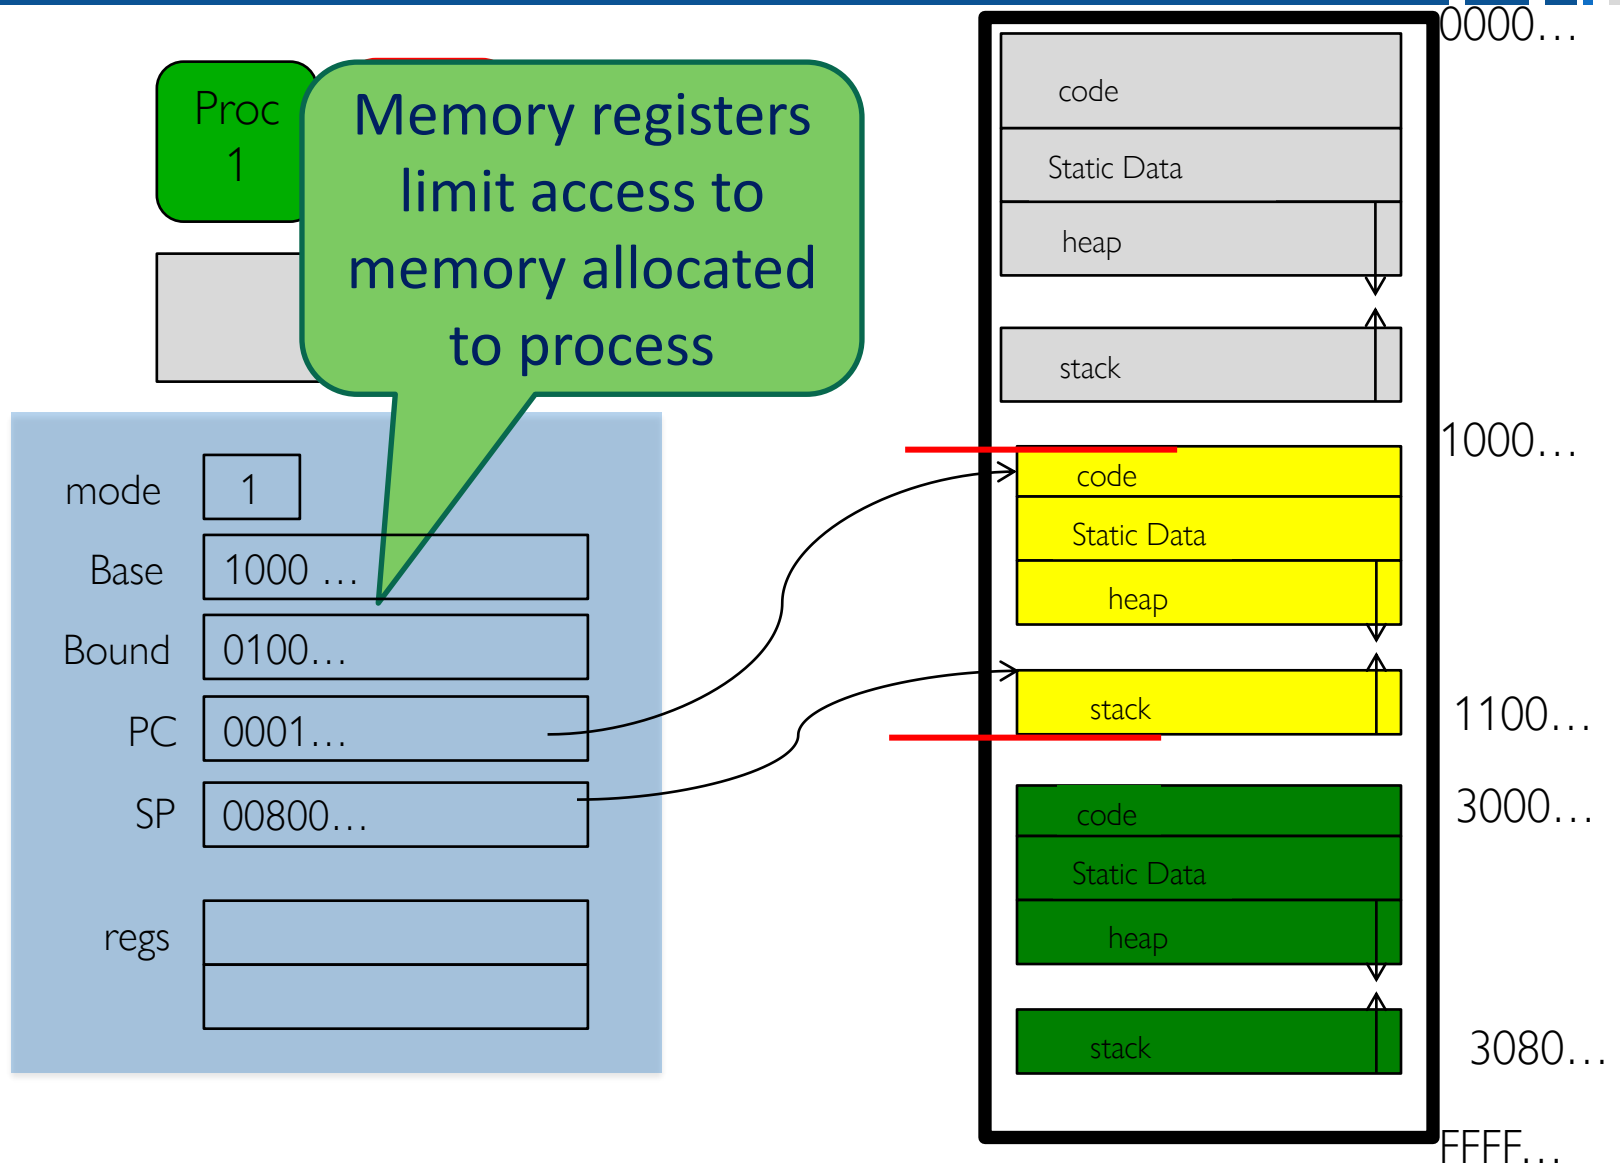 Proc
1
Memory registers
limit access to
memory allocated
to process
mode
1
Base
1000 …
Bound
0100…
PC
0001…
SP
00800…
regs
0000…
code
Static Data
heap
stack
1000…
code
Static Data
heap
stack
1100…
3000…
code
Static Data
heap
stack
3080…
FFFF…